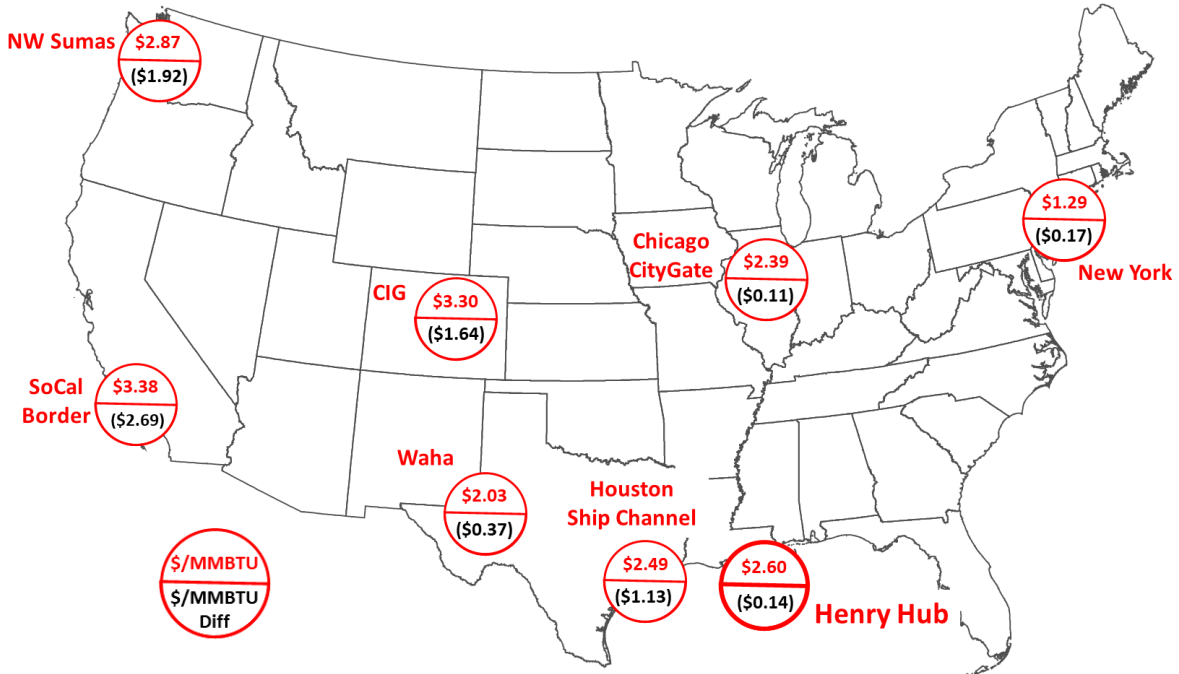 NW Sumas
$2.87
($1.92)
$1.29
($0.17)
New York
Chicago
CityGate
$2.39
($0.11)
CIG
$3.30
($1.64)
SoCal
Border
$3.38
($2.69)
Waha
$2.03
($0.37)
Houston
Ship Channel
$2.49
($1.13)
$2.60
($0.14)
Henry Hub
$/MMBTU
$/MMBTU
Diff